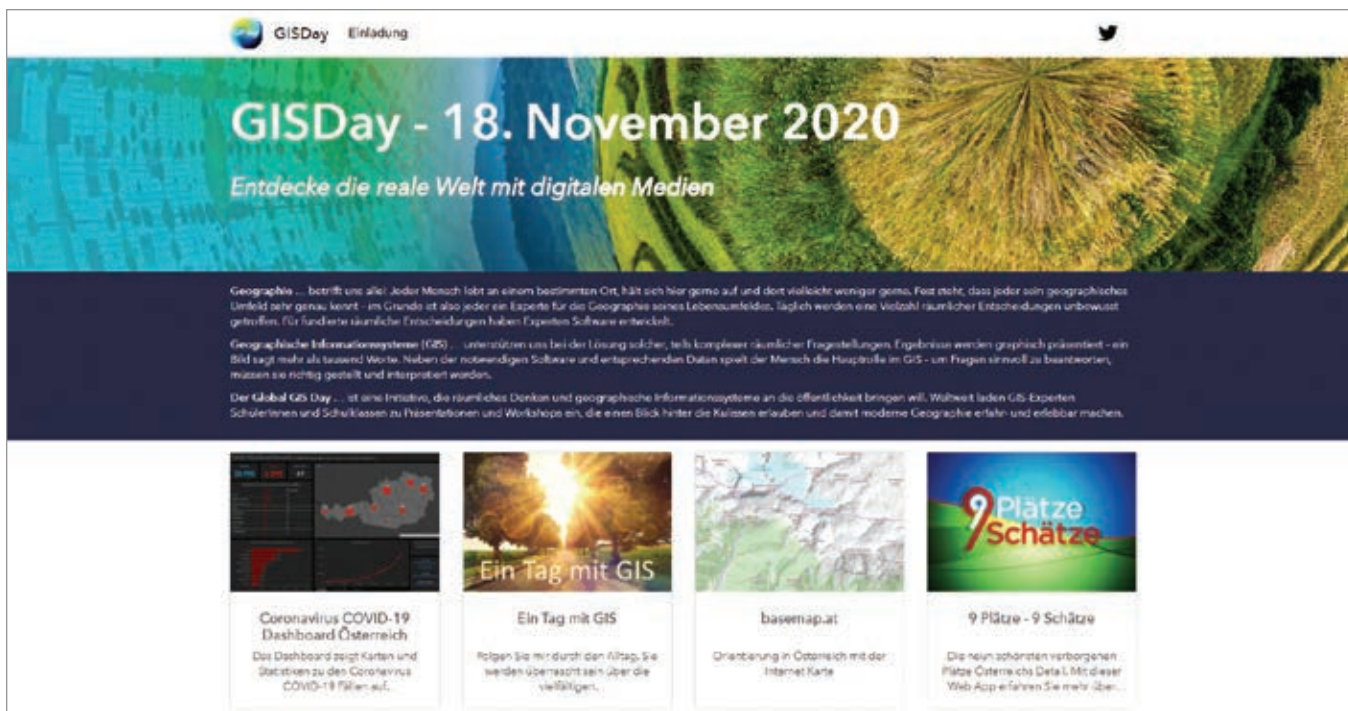 GISDay Einladung
GISDay - 18. November 2020
Entdecke die reale Welt mit digitalen Medien
Geographie ... betrifft uns alle! Jeder Mensch lebt an einem bestimmten Ort, hält sich hier gerne auf und dort vielleicht weniger gerne. Fest steht, dass jeder sein geographisches
Umfeld sehr genau kennt - im Grunde ist also jeder ein Experte für die Geographie seines Lebensumfeldes. Täglich werden eine Vielzahl räumlicher Entscheidungen unbewusst
getroffen. Für fundierte räumliche Entscheidungen haben Experten Software entwickelt.
Geographische Informationssysteme (GIS) ... unterstützen uns bei der Lösung solcher, teils komplexer räumlicher Fragestellungen. Ergebnisse werden graphisch präsentiert - ein
Bild sagt mehr als tausend Worte. Neben der notwendigen Software und entsprechenden Daten spielt der Mensch die Hauptrolle im GIS - um Fragen sinnvoll zu beantworten,
müssen sie richtig gestellt und interpretiert werden.
Der Global GIS Day ... ist eine Initiative, die räumliches Denken und geographische Informationssysteme an die öffentlichkeit bringen will. Weltweit laden GIS-Experten
SchülerInnen und Schulklassen zu Präsentationen und Workshops ein, die einen Blick hinter die Kulissen erlauben und damit moderne Geographie erfahr- und erlebbar machen.
Ein Tag mit GIS
9 Plätze
Schätze
Coronavirus COVID-19
Dashboard Österreich
Das Dashboard zeigt Karten und
Statistiken zu den Coronavirus
COVID-19 Fällen auf...
Ein Tag mit GIS
Folgen Sie mir durch den Alltag. Sie
werden überrascht sein über die
vielfältigen...
basemap.at
Orientierung in Österreich mit der
Internet Karte
9 Plätze - 9 Schätze
Die neun schönsten verborgenen
Plätze Österreichs Detail. Mit dieser
Web App erfahren Sie mehr über...